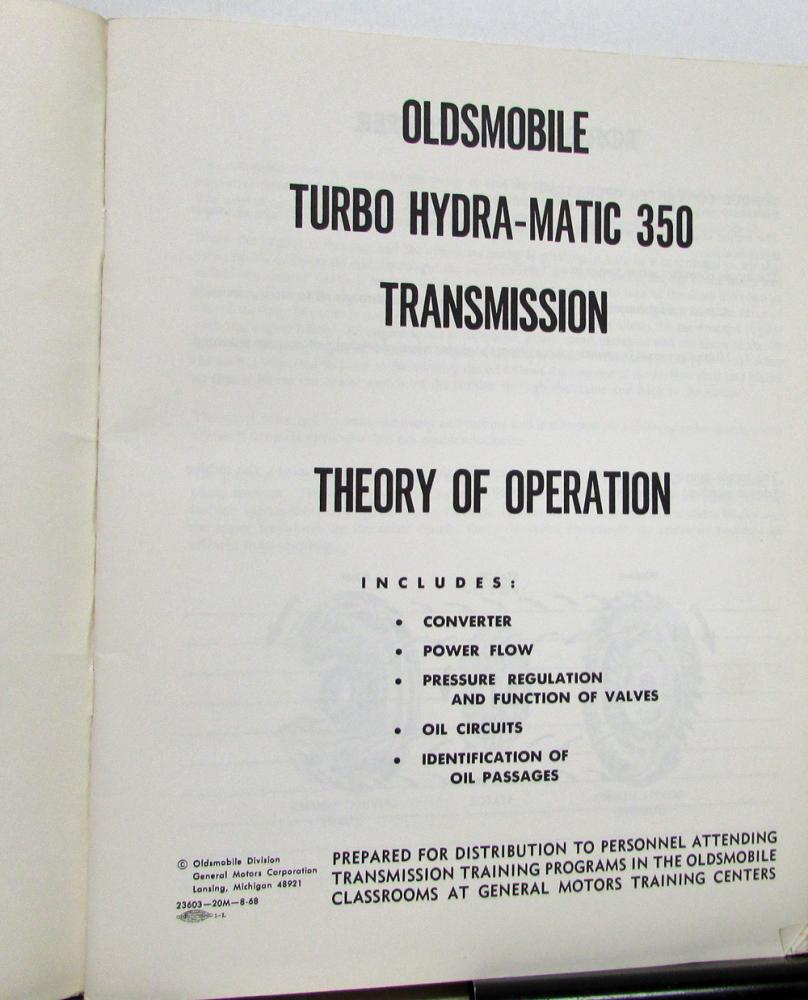 OLDSMOBILE
TURBO HYDRA-MATIC 350
TRANSMISSION
THEORY OF OPERATION
INCLUDES:
• CONVERTER
• POWER FLOW
• PRESSURE REGULATION
AND FUNCTION OF VALVES
• OIL CIRCUITS
• IDENTIFICATION OF
OIL PASSAGES
© Oldsmobile Division
General Motors Corporation
Lansing, Michigan 48921
23603—20M—8-68
PREPARED FOR DISTRIBUTION TO PERSONNEL ATTENDING
TRANSMISSION TRAINING PROGRAMS IN THE OLDSMOBILE
CLASSROOMS AT GENERAL MOTORS TRAINING CENTERS